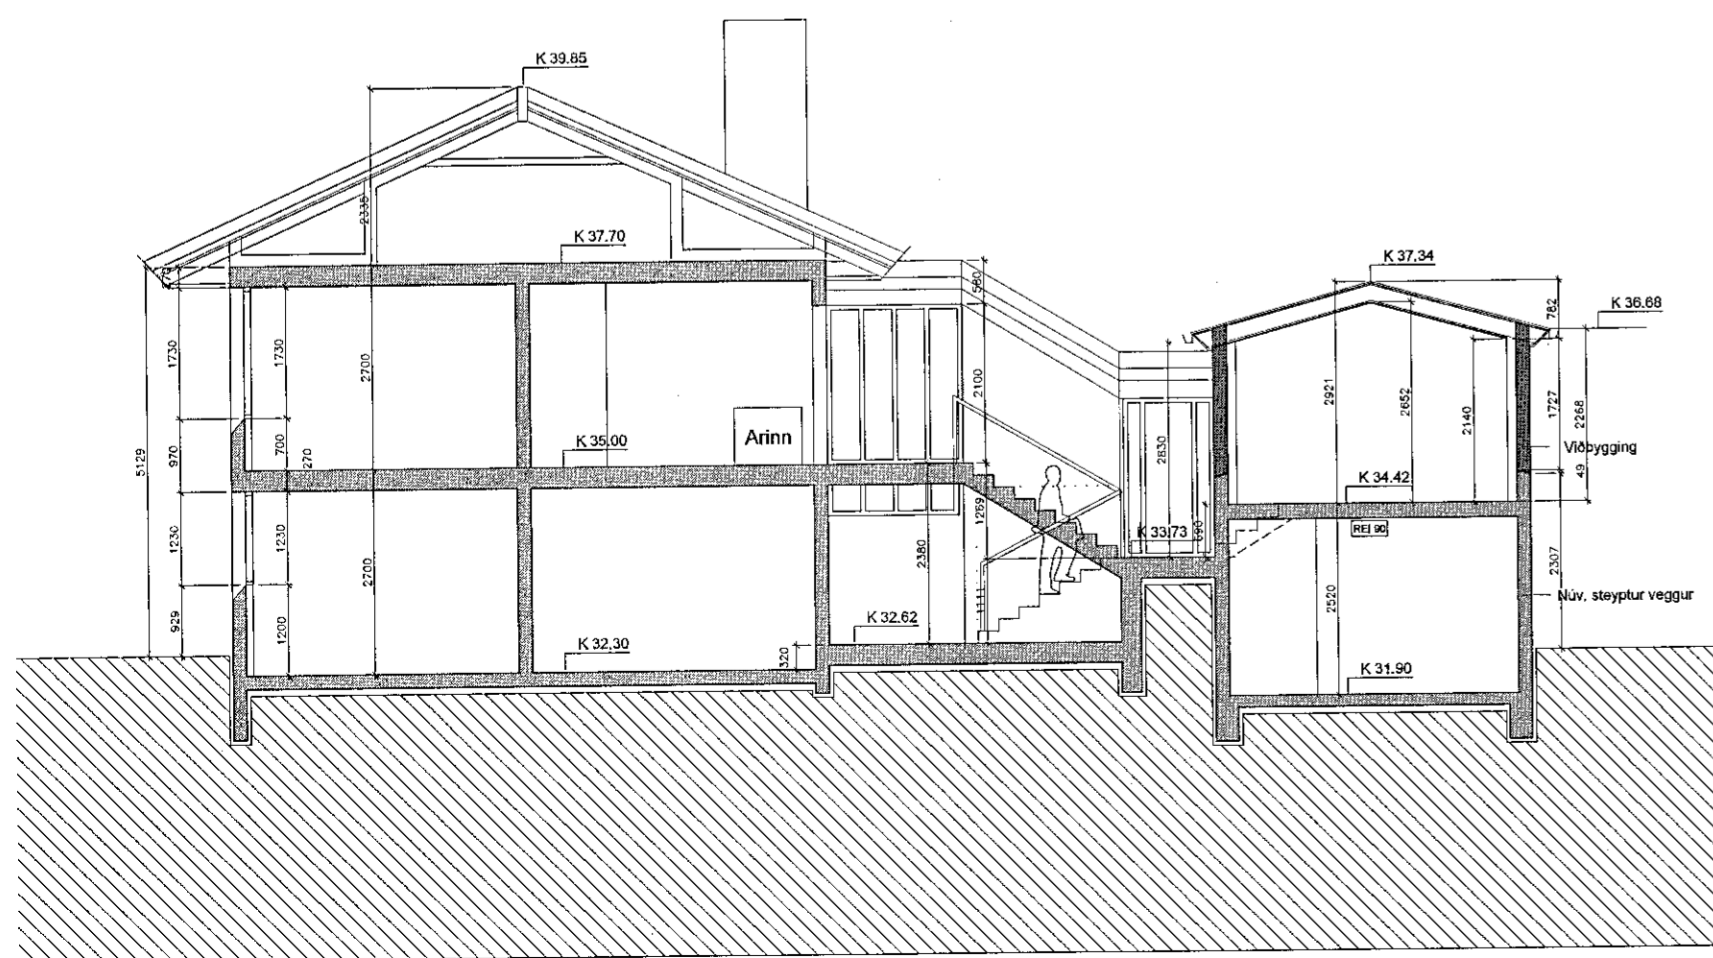 K 39.85
2335
K 37.70
K 37,34
K 36.68
580
782
1730
1730
2700
2100
2921
2652
2140
1727
2268
5129
970
700
270
K 35.00
Arinn
2830
Viðbygging
49
K 34.42
1269
K 33.73
690
REI 90
1230
1230
2700
2380
2520
2307
Núv, steyptur veggur
929
1200
K 32,30
320
K 32.62
K 31.90